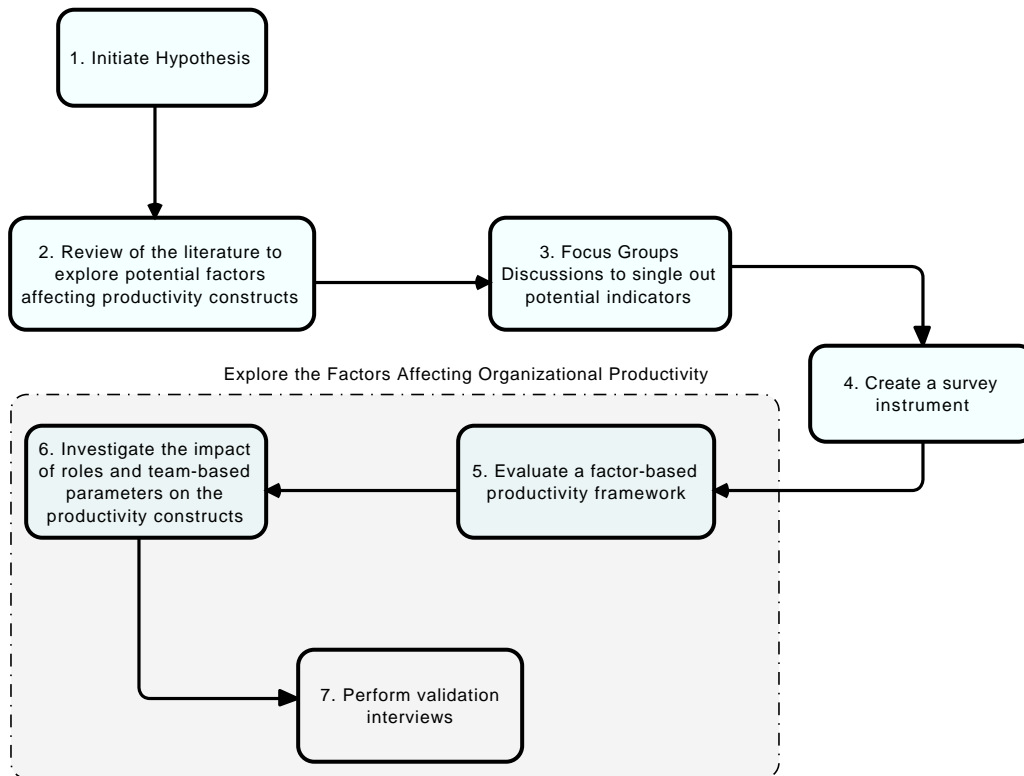 1. Initiate Hypothesis
2. Review of the literature to
explore potential factors
affecting productivity constructs
3. Focus Groups
Discussions to single out
potential indicators
4. Create a survey
instrument
Explore the Factors Affecting Organizational Productivity
5. Evaluate a factor-based
productivity framework
6. Investigate the impact
of roles and team-based
parameters on the
productivity constructs
7. Perform validation
interviews